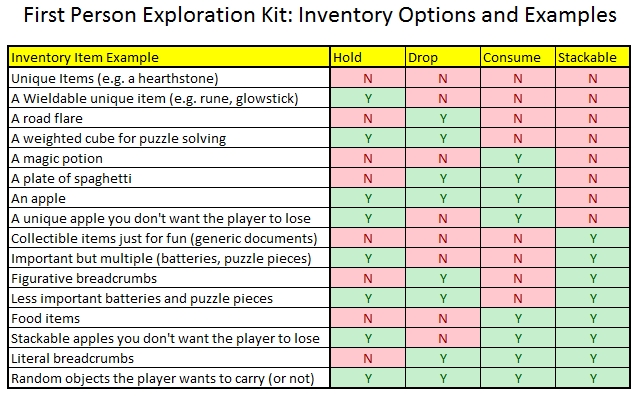 First Person Exploration Kit: Inventory Options and Examples
Inventory Item Example Hold Drop Consume Stackable
Unique Items (e.g. a hearthstone) N N N N
A Wieldable unique item (e.g. rune, glowstick) Y N N N
A road flare N Y N N
A weighted cube for puzzle solving Y Y N N
A magic potion N N Y N
A plate of spaghetti N Y Y N
An apple Y Y Y N
A unique apple you don't want the player to lose Y N Y N
Collectible items just for fun (generic documents) N N N Y
Important but multiple (batteries, puzzle pieces) Y N N Y
Figurative breadcrumbs N Y N Y
Less important batteries and puzzle pieces Y Y N Y
Food items N N Y Y
Stackable apples you don't want the player to lose Y N Y Y
Literal breadcrumbs N Y Y Y
Random objects the player wants to carry (or not) Y Y Y Y